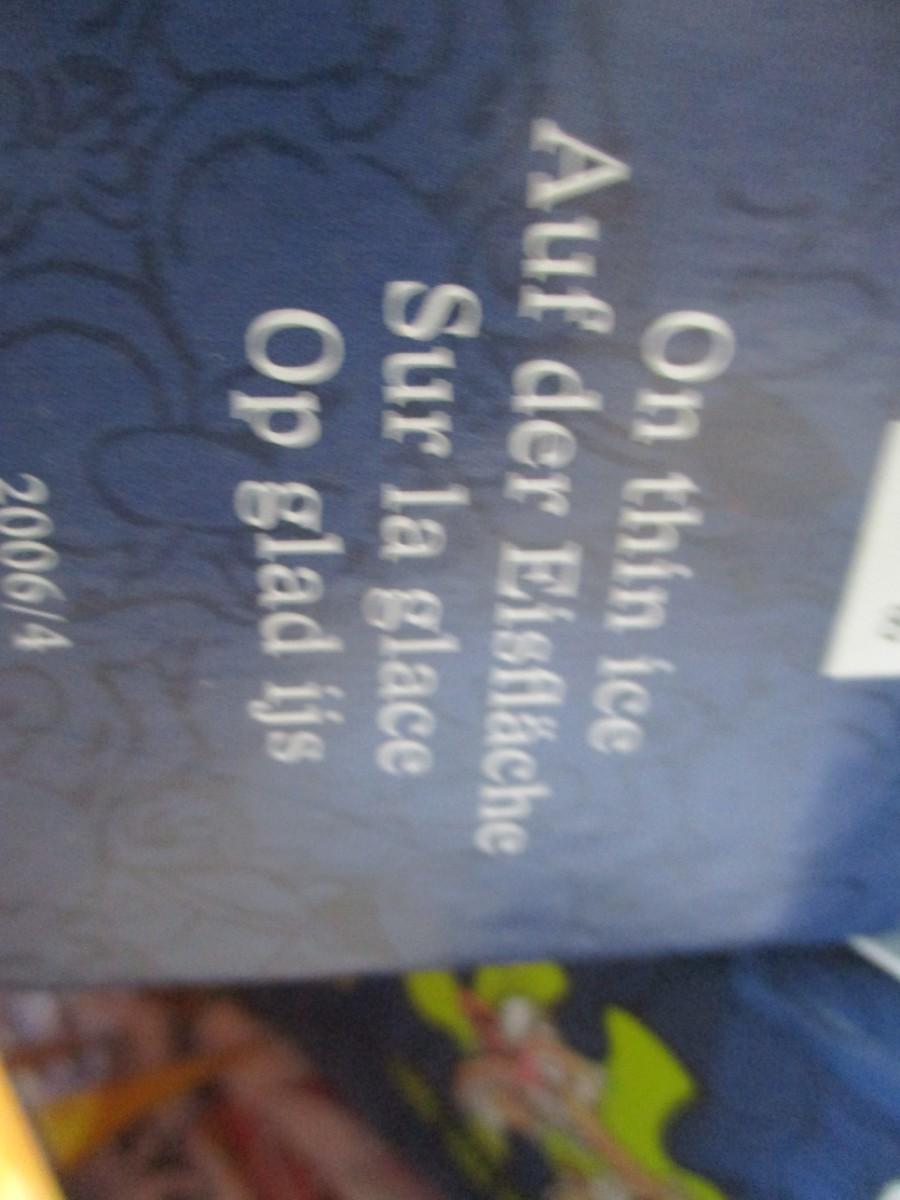 On thin ice
Auf der Eisfläche
Sur la glace
Op glad ijs
2006/4